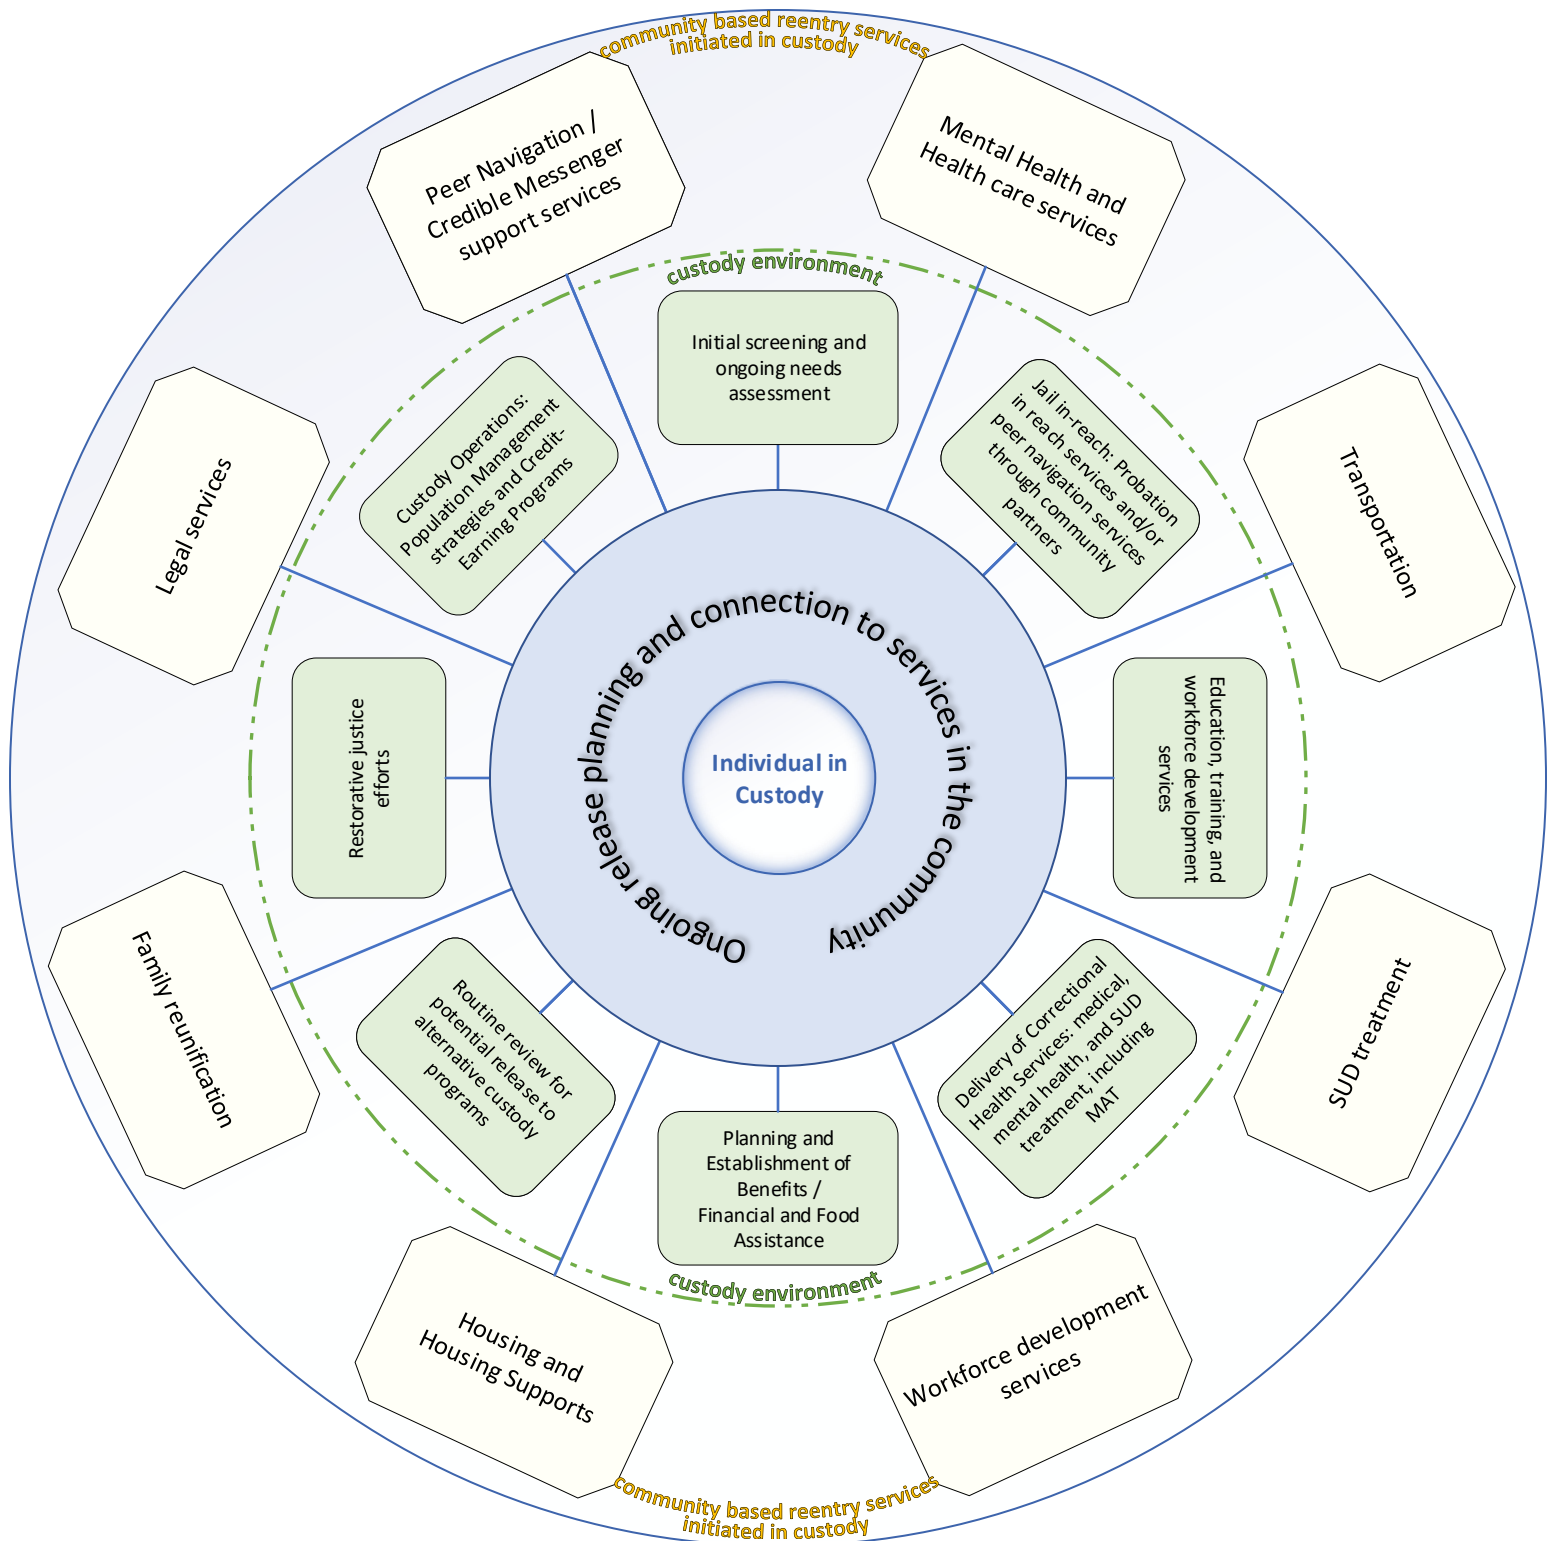 community based reentry services
initiated in custody
Peer Navigation /
Credible Messenger
support services
Mental Health and
Health care services
Transportation
SUD treatment
Workforce development
services
Housing and
Housing Supports
Family reunification
Legal services
custody environment
Initial screening and
ongoing needs
assessment
Jail in-reach: Probation
in reach services and/or
peer navigation services
through community
partners
Education, training, and
workforce development
services
Delivery of Correctional
Health Services: medical,
mental health, and SUD
treatment, including
MAT
Planning and
Establishment of
Benefits /
Financial and Food
Assistance
Routine review for
potential release to
alternative custody
programs
Restorative justice
efforts
Custody Operations:
Population Management
strategies and Credit-
Earning Programs
Ongoing release planning and connection to services in the community
Individual in
Custody
custody environment
community based reentry services
initiated in custody